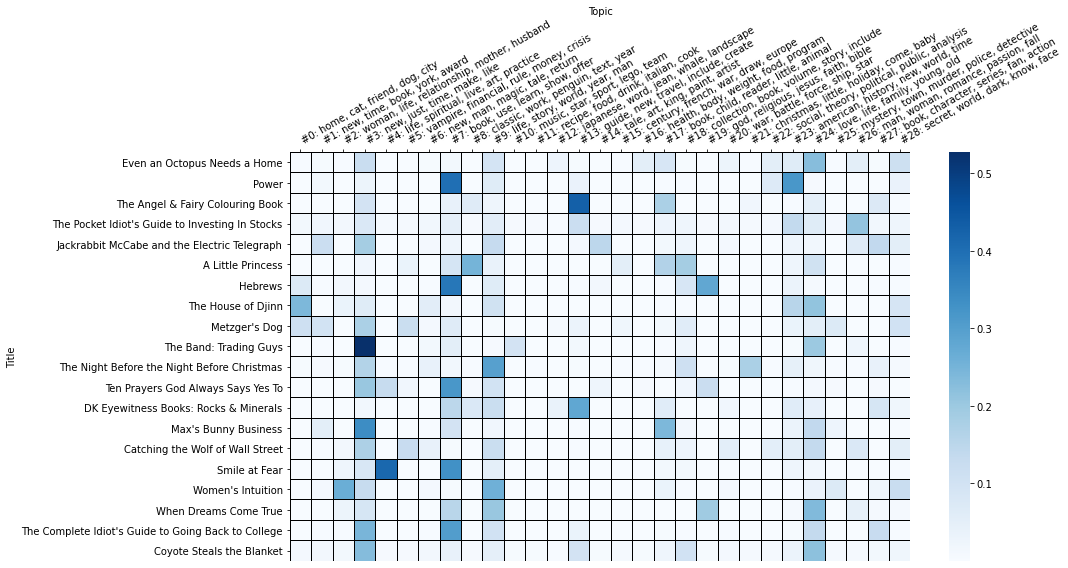 Topic
#0: home, cat, friend, dog, city
#1: new, time, book, york, award
#2: woman, life, relationship, mother, husband
#3: new, just, time, make, like
#4: life, spiritual, live, art, practice
#5: vampire, financial, rule, money, crisis
#6: new, man, magic, tale, return
#7: book, use, learn, show, offer
#8: classic, work, penguin, text, year
#9: life, story, world, year, man
#10: music, star, sport, lego, team
#11: recipe, food, drink, italian, cook
#12: japanese, world, ocean, whale, landscape
#13: guide, new, travel, include, create
#14: tale, art, king, paint, artist
#15: century, french, war, draw, europe
#16: health, body, weight, food, program
#17: book, child, reader, little, animal
#18: collection, book, volume, story, include
#19: god, religious, jesus, faith, bible
#20: war, battle, force, ship, star
#21: christmas, little, holiday, come, baby
#22: social, theory, political, public, analysis
#23: american, history, new, world, time
#24: love, life, family, young, old
#25: mystery, town, murder, police, detective
#26: man, woman, romance, passion, fall
#27: book, character, series, fan, action
#28: secret, world, dark, know, face
Title
Even an Octopus Needs a Home
Power
The Angel & Fairy Colouring Book
The Pocket Idiot's Guide to Investing In Stocks
Jackrabbit McCabe and the Electric Telegraph
A Little Princess
Hebrews
The House of Djinn
Metzger's Dog
The Band: Trading Guys
The Night Before the Night Before Christmas
Ten Prayers God Always Says Yes To
DK Eyewitness Books: Rocks & Minerals
Max's Bunny Business
Catching the Wolf of Wall Street
Smile at Fear
Women's Intuition
When Dreams Come True
The Complete Idiot's Guide to Going Back to College
Coyote Steals the Blanket
0.5
0.4
0.3
0.2
0.1